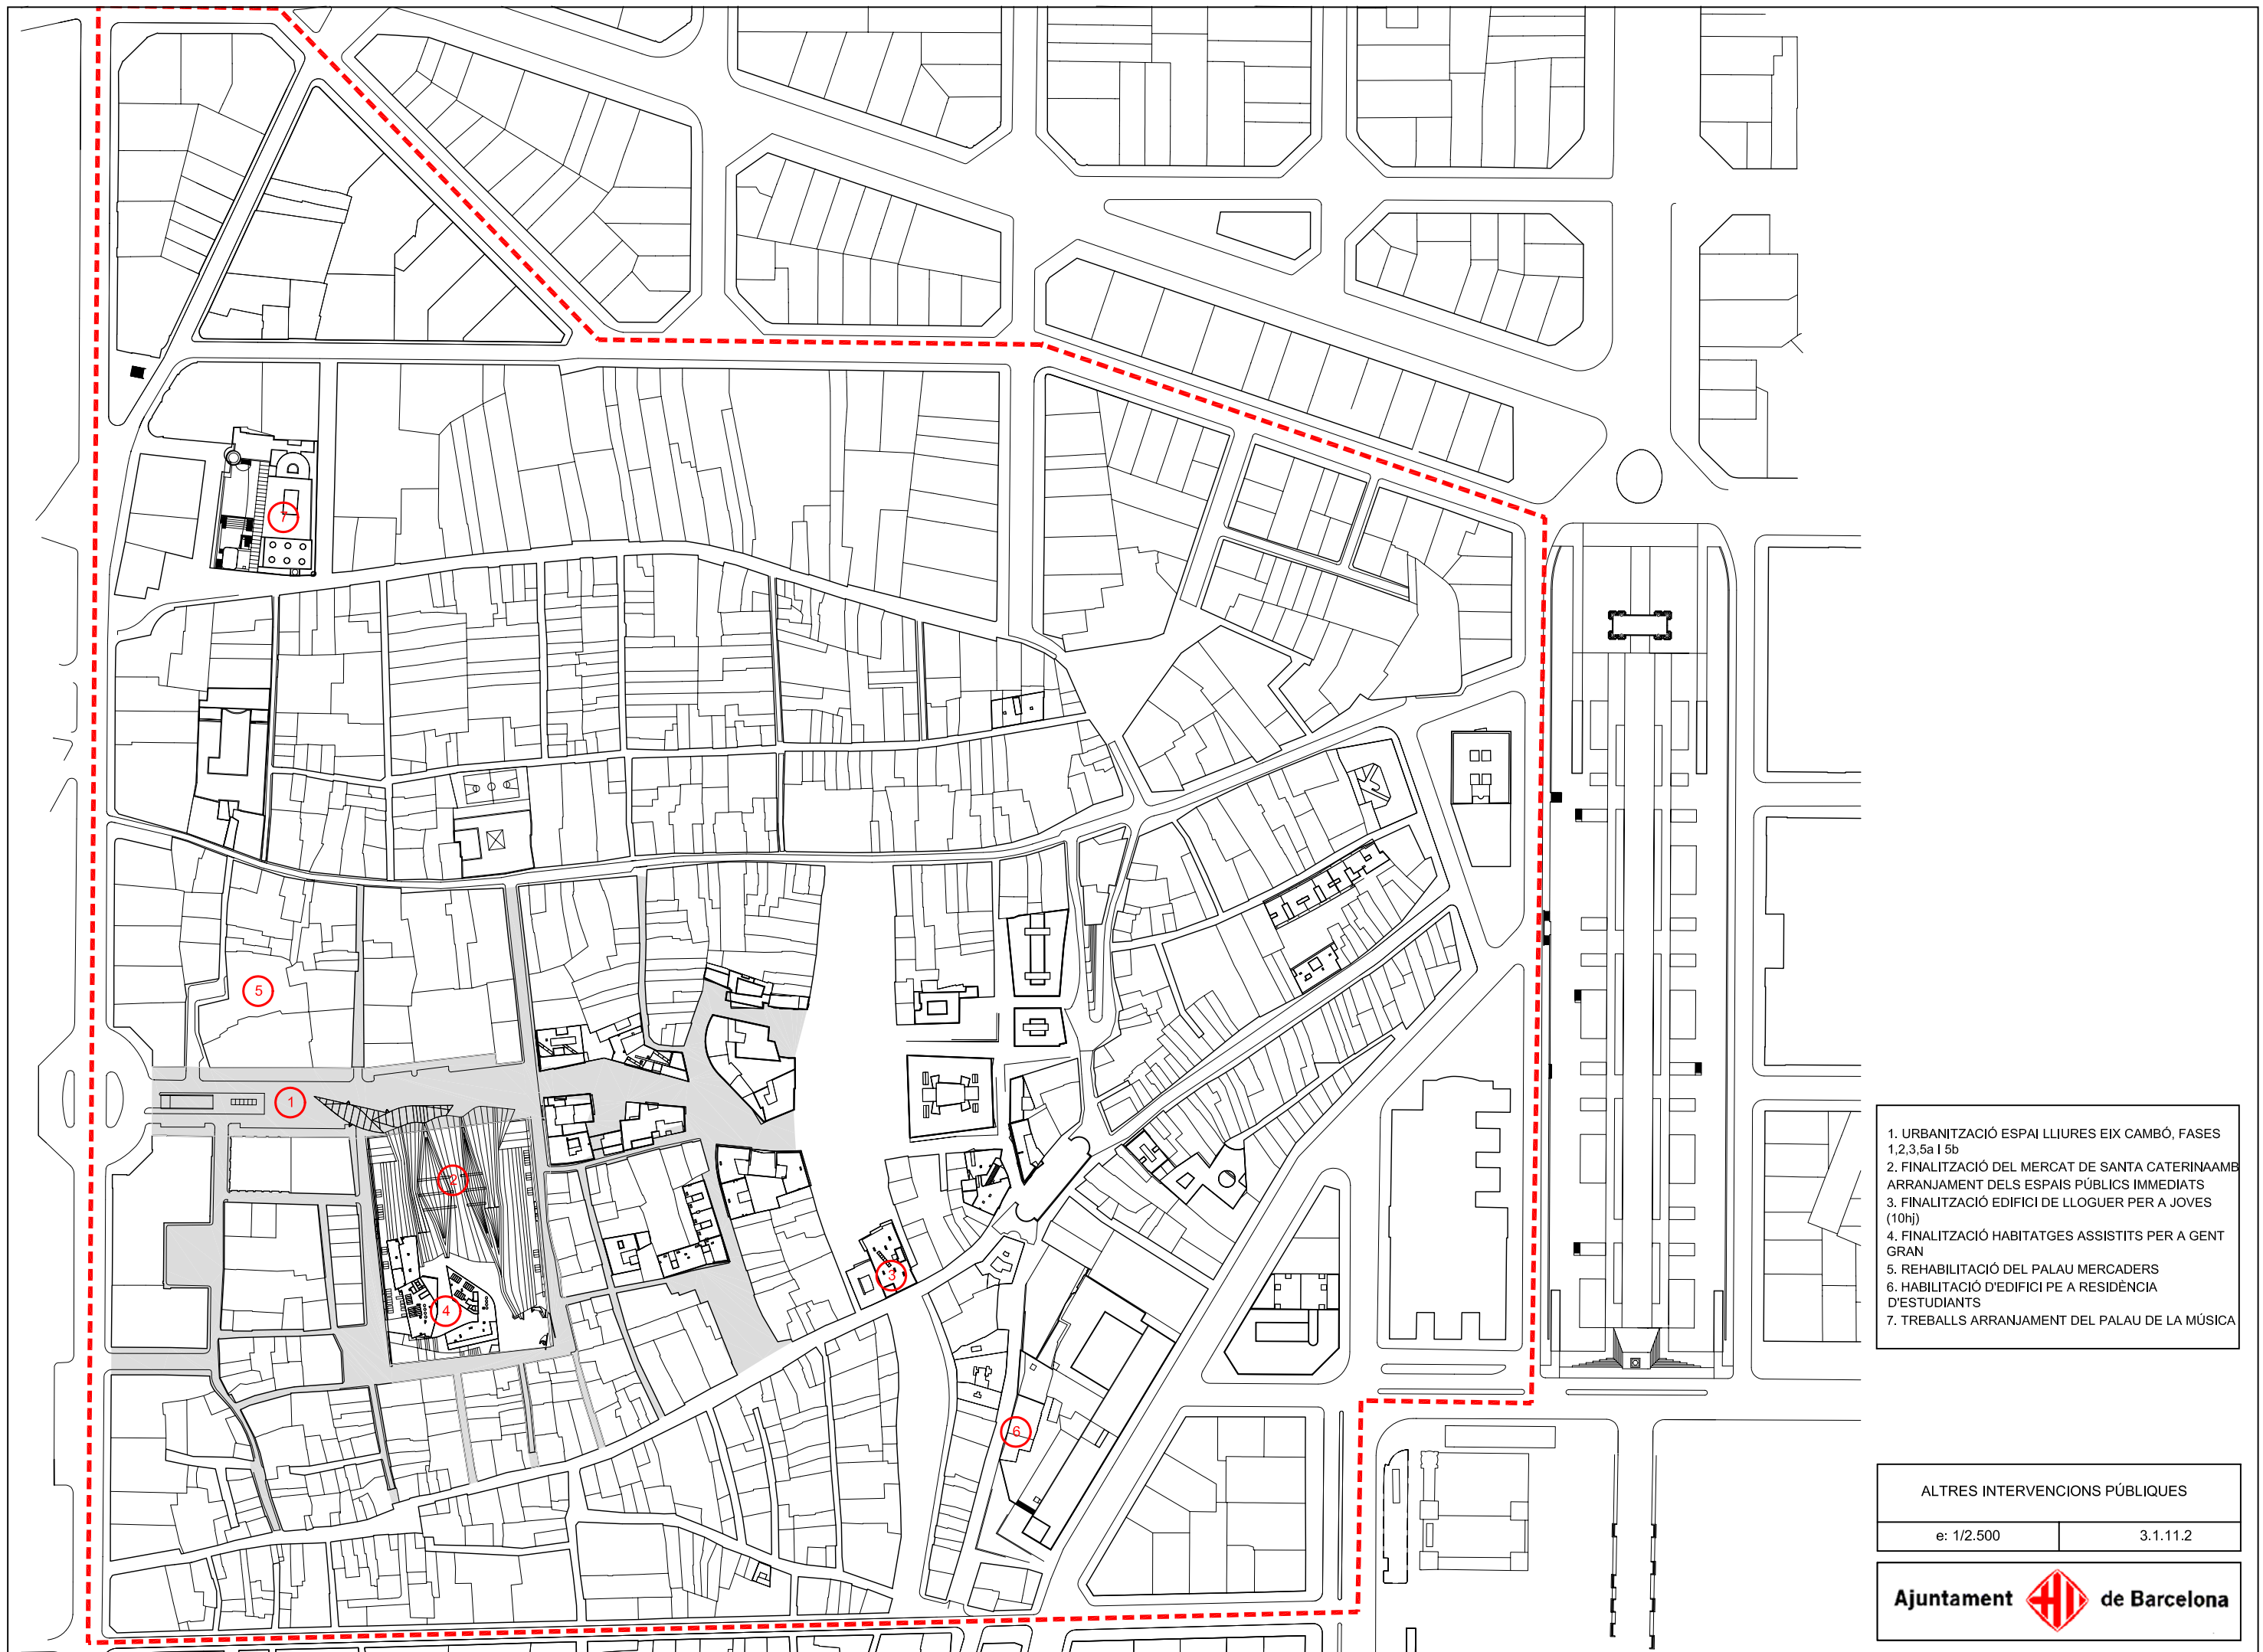 7
5
1
2
3
4
6
1. URBANITZACIÓ ESPAI LLIURES EIX CAMBÓ, FASES
1,2,3,5a I 5b
2. FINALITZACIÓ DEL MERCAT DE SANTA CATERINAAMB
ARRANJAMENT DELS ESPAIS PÚBLICS IMMEDIATS
3. FINALITZACIÓ EDIFICI DE LLOGUER PER A JOVES
(10hj)
4. FINALITZACIÓ HABITATGES ASSISTITS PER A GENT
GRAN
5. REHABILITACIÓ DEL PALAU MERCADERS
6. HABILITACIÓ D'EDIFICI PE A RESIDÈNCIA
D'ESTUDIANTS
7. TREBALLS ARRANJAMENT DEL PALAU DE LA MÚSICA
ALTRES INTERVENCIONS PÚBLIQUES
e: 1/2.500 3.1.11.2
Ajuntament de Barcelona